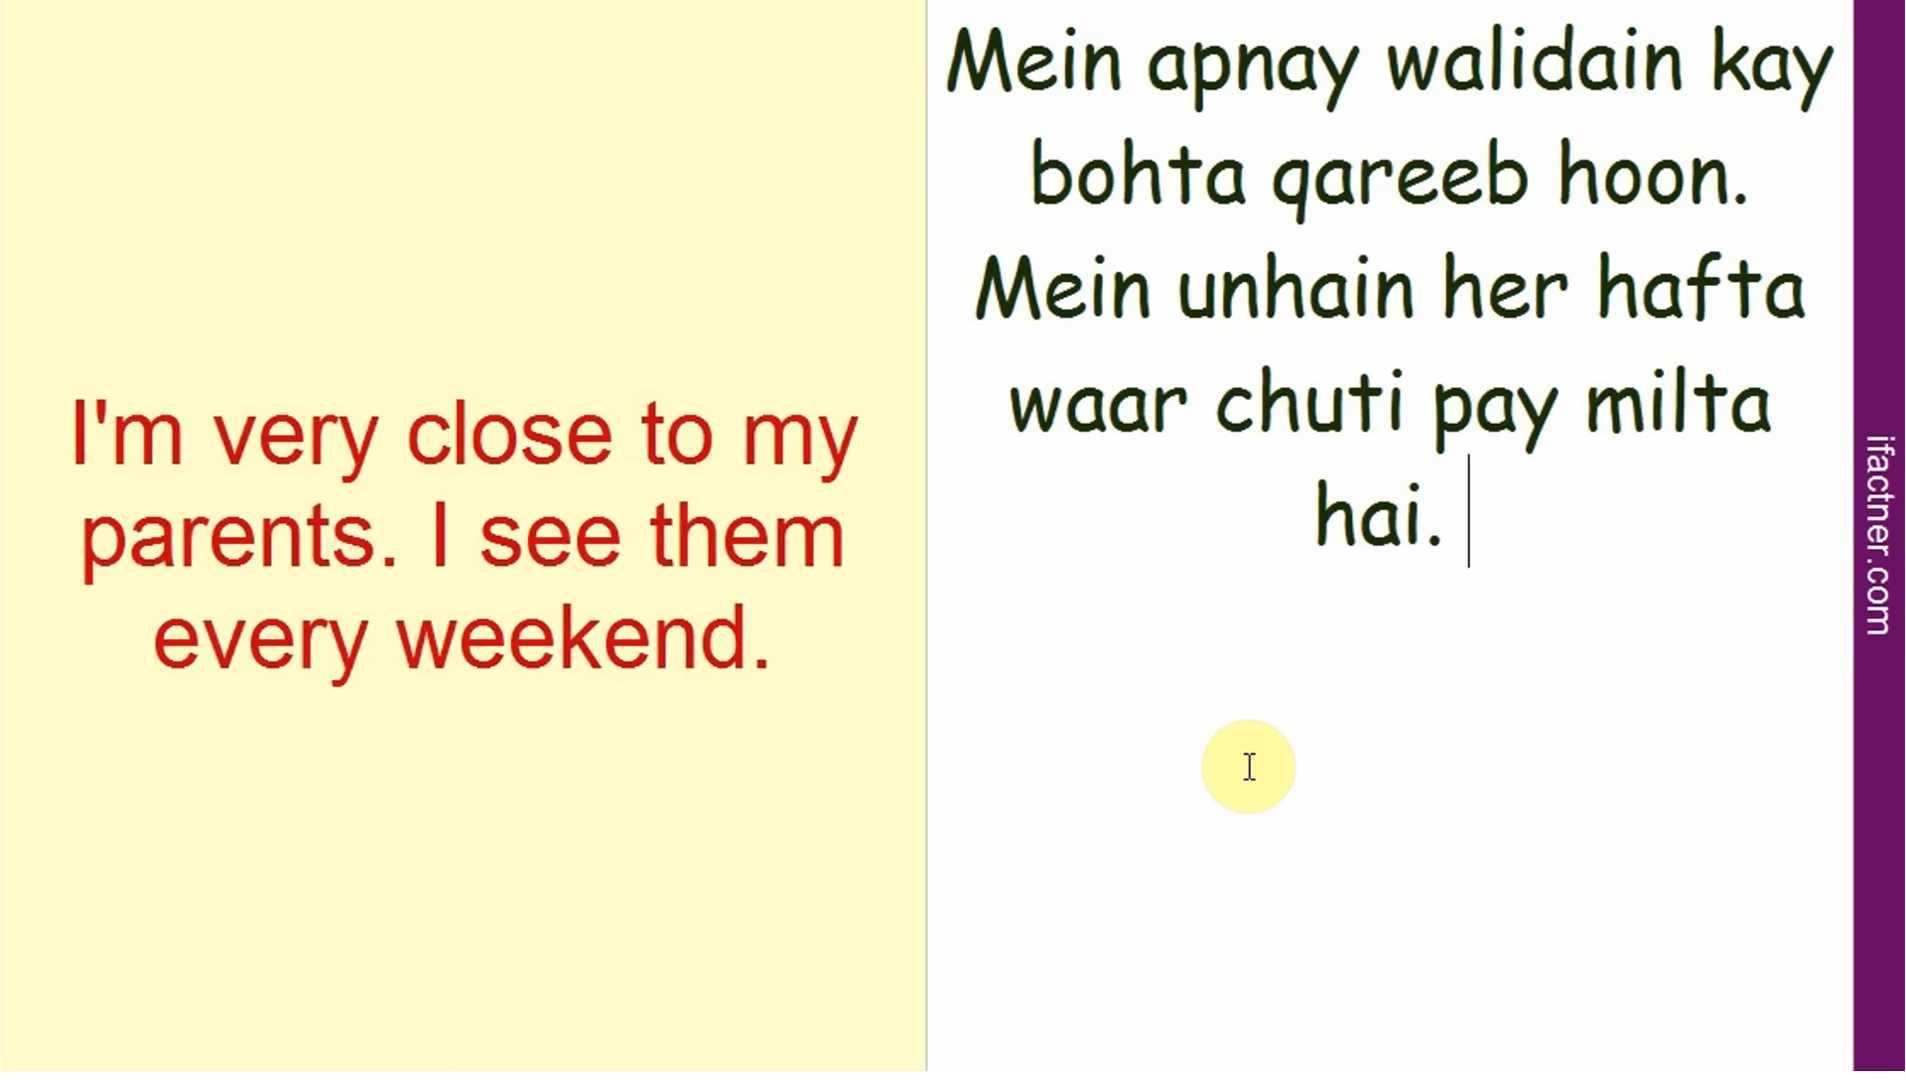 I'm very close to my
parents. I see them
every weekend.
Mein apnay walidain kay
bohta qareeb hoon.
Mein unhain her hafta
waar chuti pay milta
hai.
ifactner.com